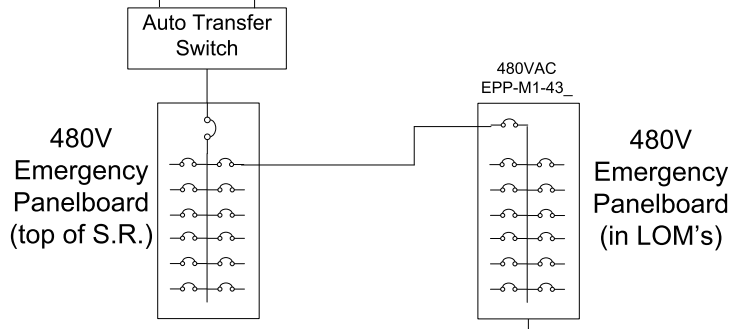 Auto Transfer
Switch
480VAC
EPP-M1-43_
480V
Emergency
Panelboard
(top of S.R.)
480V
Emergency
Panelboard
(in LOM's)